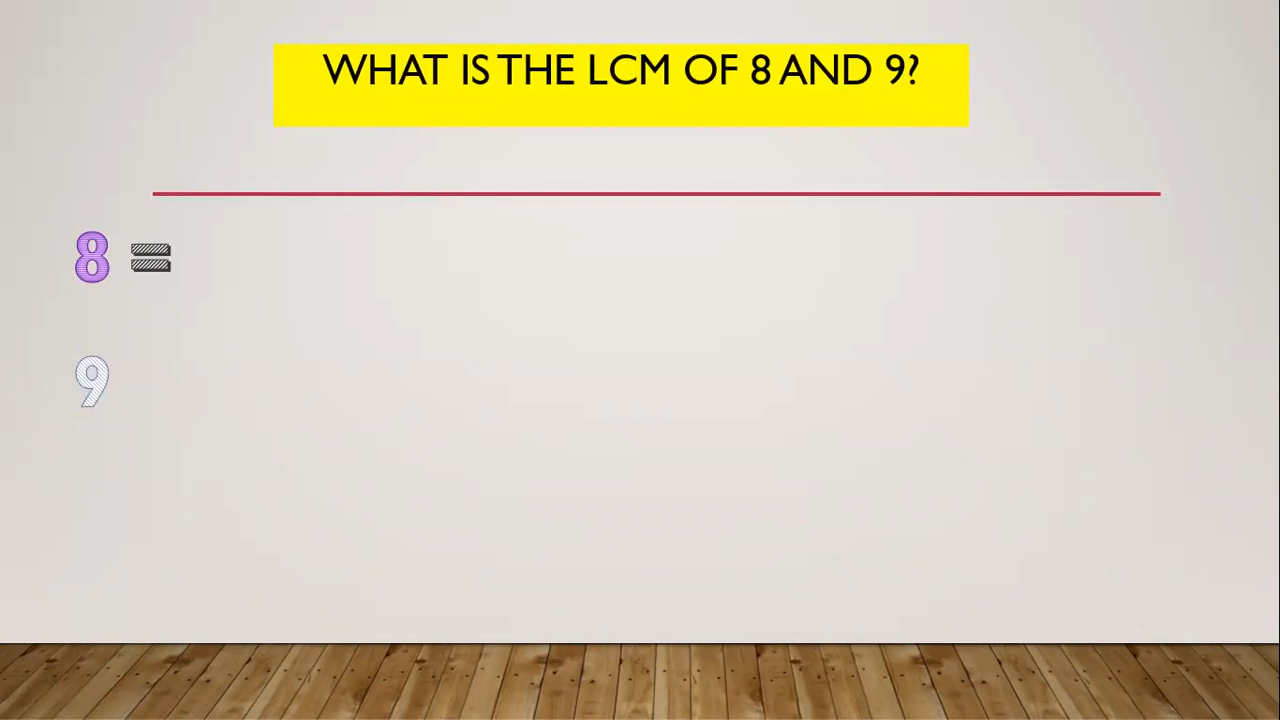 WHAT IS THE LCM OF 8 AND 9?
8 =
9